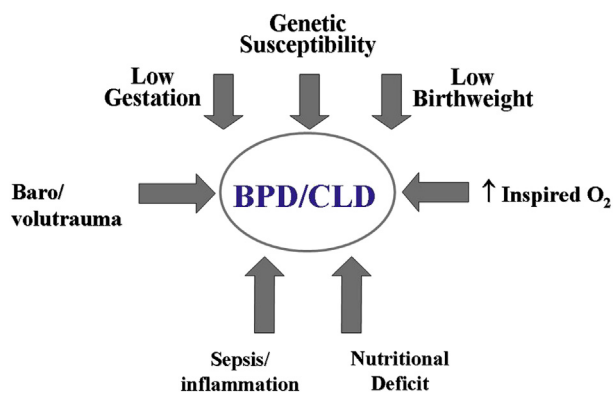 Genetic
Susceptibility
Low
Gestation
Low
Birthweight
Baro/
volutrauma
BPD/CLD
↑ Inspired O₂
Sepsis/
inflammation
Nutritional
Deficit